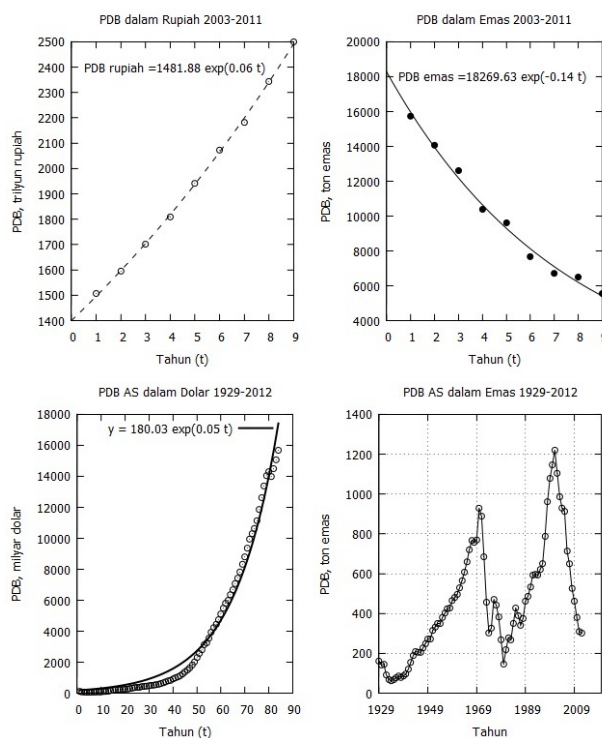 PDB dalam Rupiah 2003-2011
2500
2400
2300
2200
2100
2000
1900
1800
1700
1600
1500
1400
PDB rupiah =1481.88 exp(0.06 t)
PDB, trilyun rupiah
0 1 2 3 4 5 6 7 8 9
Tahun (t)
PDB dalam Emas 2003-2011
20000
18000
16000
14000
12000
10000
8000
6000
4000
PDB emas =18269.63 exp(-0.14 t)
PDB, ton emas
0 1 2 3 4 5 6 7 8 9
Tahun (t)
PDB AS dalam Dolar 1929-2012
18000
16000
14000
12000
10000
8000
6000
4000
2000
0
y = 180.03 exp(0.05 t)
PDB, milyar dolar
0 10 20 30 40 50 60 70 80 90
Tahun (t)
PDB AS dalam Emas 1929-2012
1400
1200
1000
800
600
400
200
0
PDB, ton emas
1929 1949 1969 1989 2009
Tahun